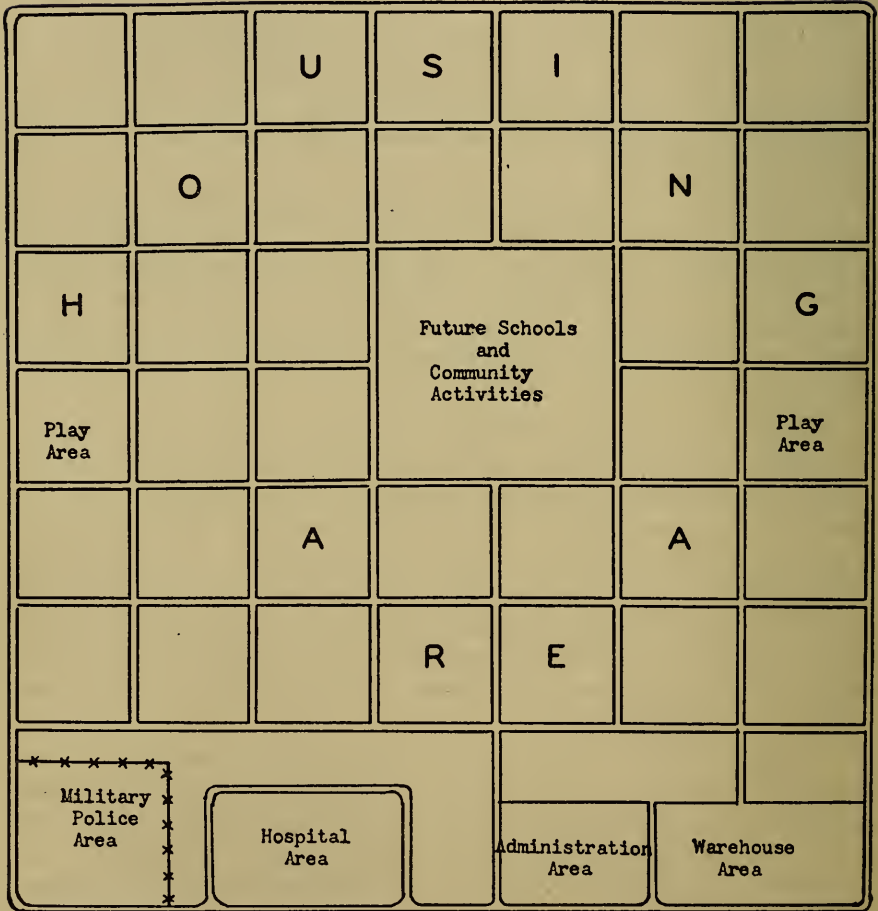 U S I
O N
H G
Future Schools
and
Community
Activities
Play
Area
Play
Area
A A
R E
Military
Police
Area
Hospital
Area
Administration
Area
Warehouse
Area